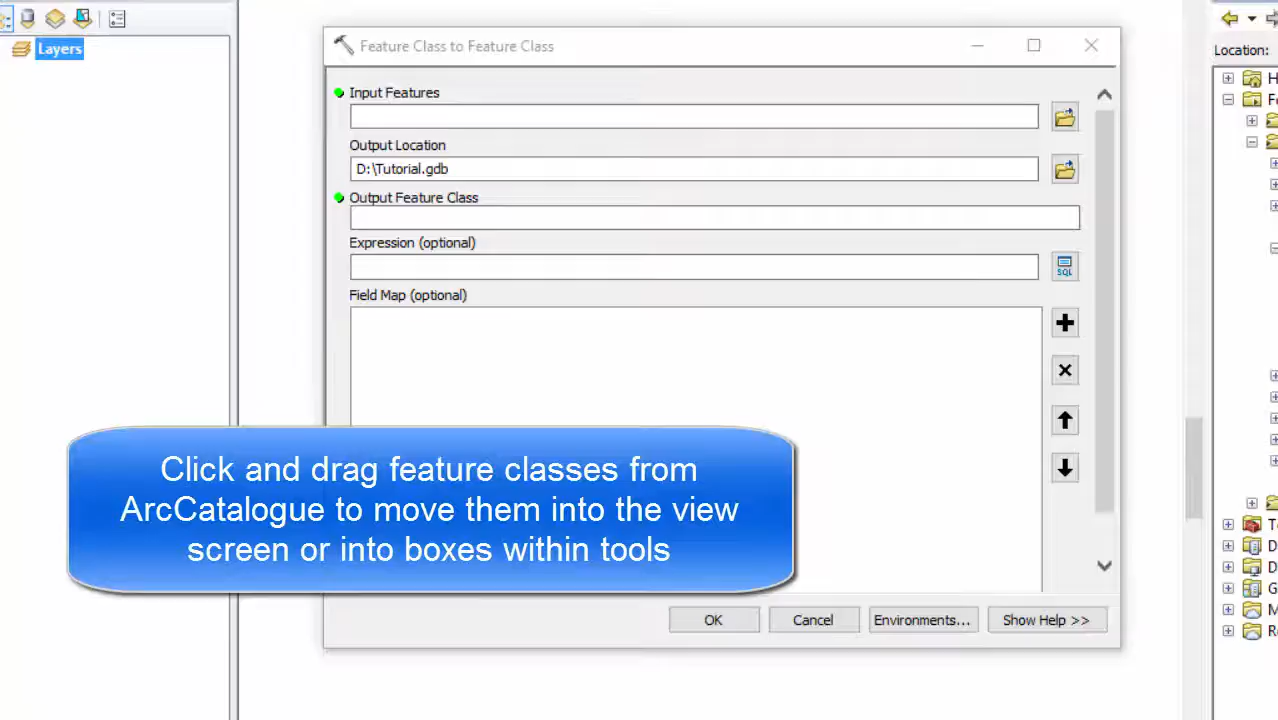 Layers
Feature Class to Feature Class
Location:
Input Features
Output Location
D:\Tutorial.gdb
Output Feature Class
Expression (optional)
SQL
Field Map (optional)
Click and drag feature classes from
ArcCatalogue to move them into the view
screen or into boxes within tools
OK
Cancel
Environments...
Show Help >>